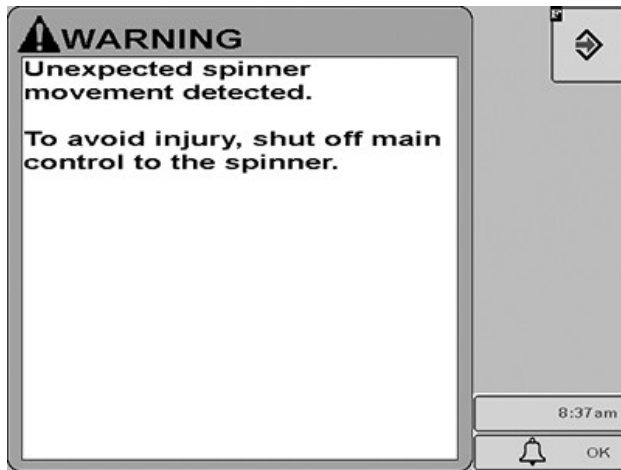 WARNING
Unexpected spinner
movement detected.
To avoid injury, shut off main
control to the spinner.
8:37am
OK